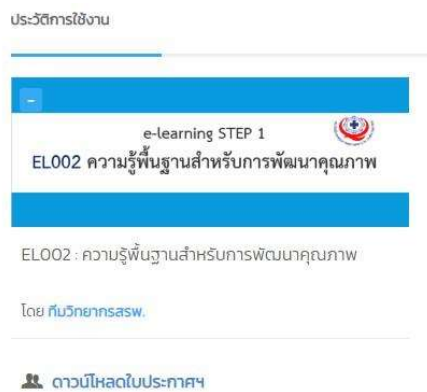 ประวัติการใช้งาน
-
e-learning STEP 1
EL002 ความรู้พื้นฐานสำหรับการพัฒนาคุณภาพ
EL002 : ความรู้พื้นฐานสำหรับการพัฒนาคุณภาพ
โดย ทีมวิทยากรสรพ.
ดาวน์โหลดใบประกาศฯ